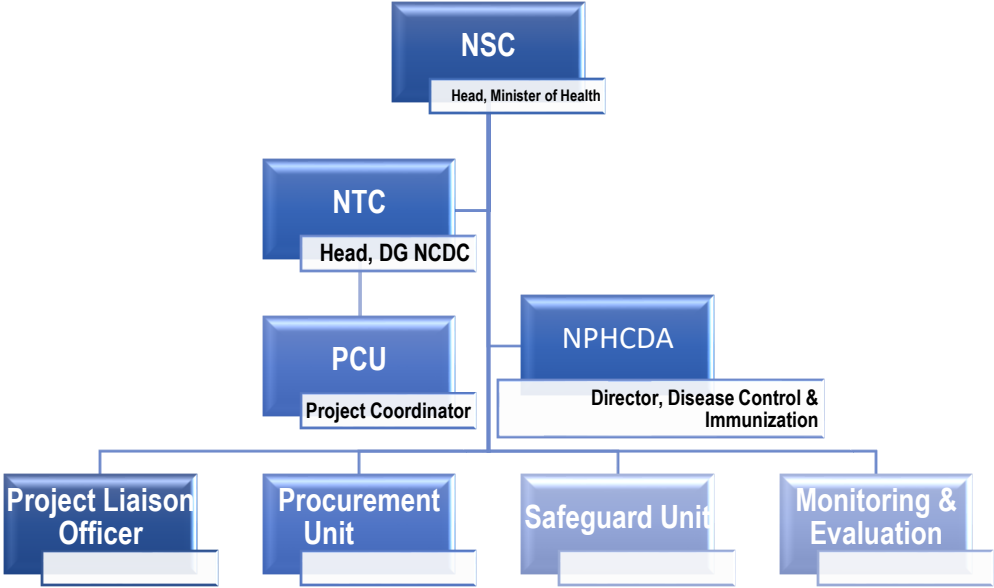 NSC
Head, Minister of Health
NTC
Head, DG NCDC
PCU
Project Coordinator
NPHCDA
Director, Disease Control &
Immunization
Project Liaison
Officer
Procurement
Unit
Safeguard Unit
Monitoring &
Evaluation